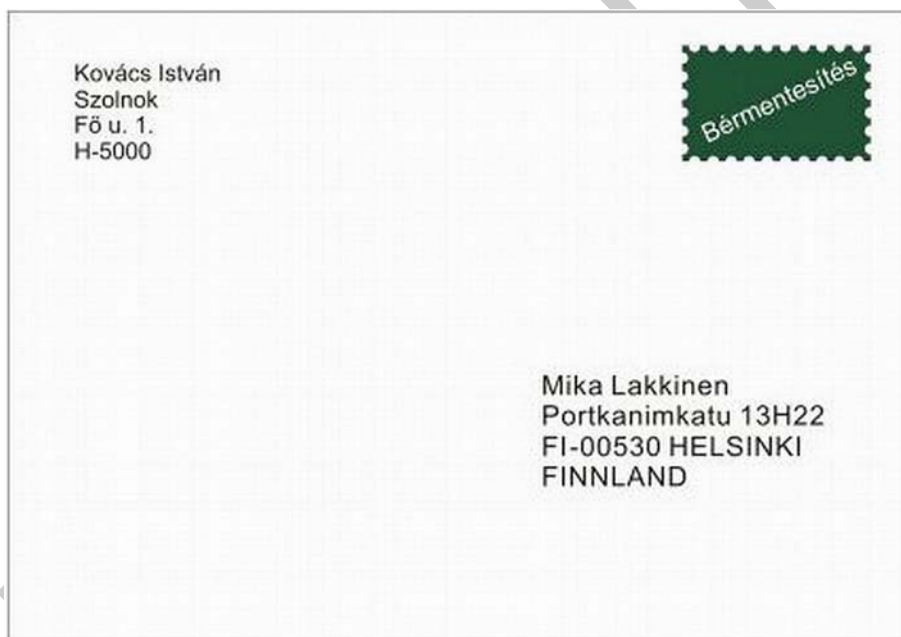 Kovács István
Szolnok
Fő u. 1.
H-5000
Bérmentesítés
Mika Lakkinen
Portkanimkatu 13H22
FI-00530 HELSINKI
FINNLAND